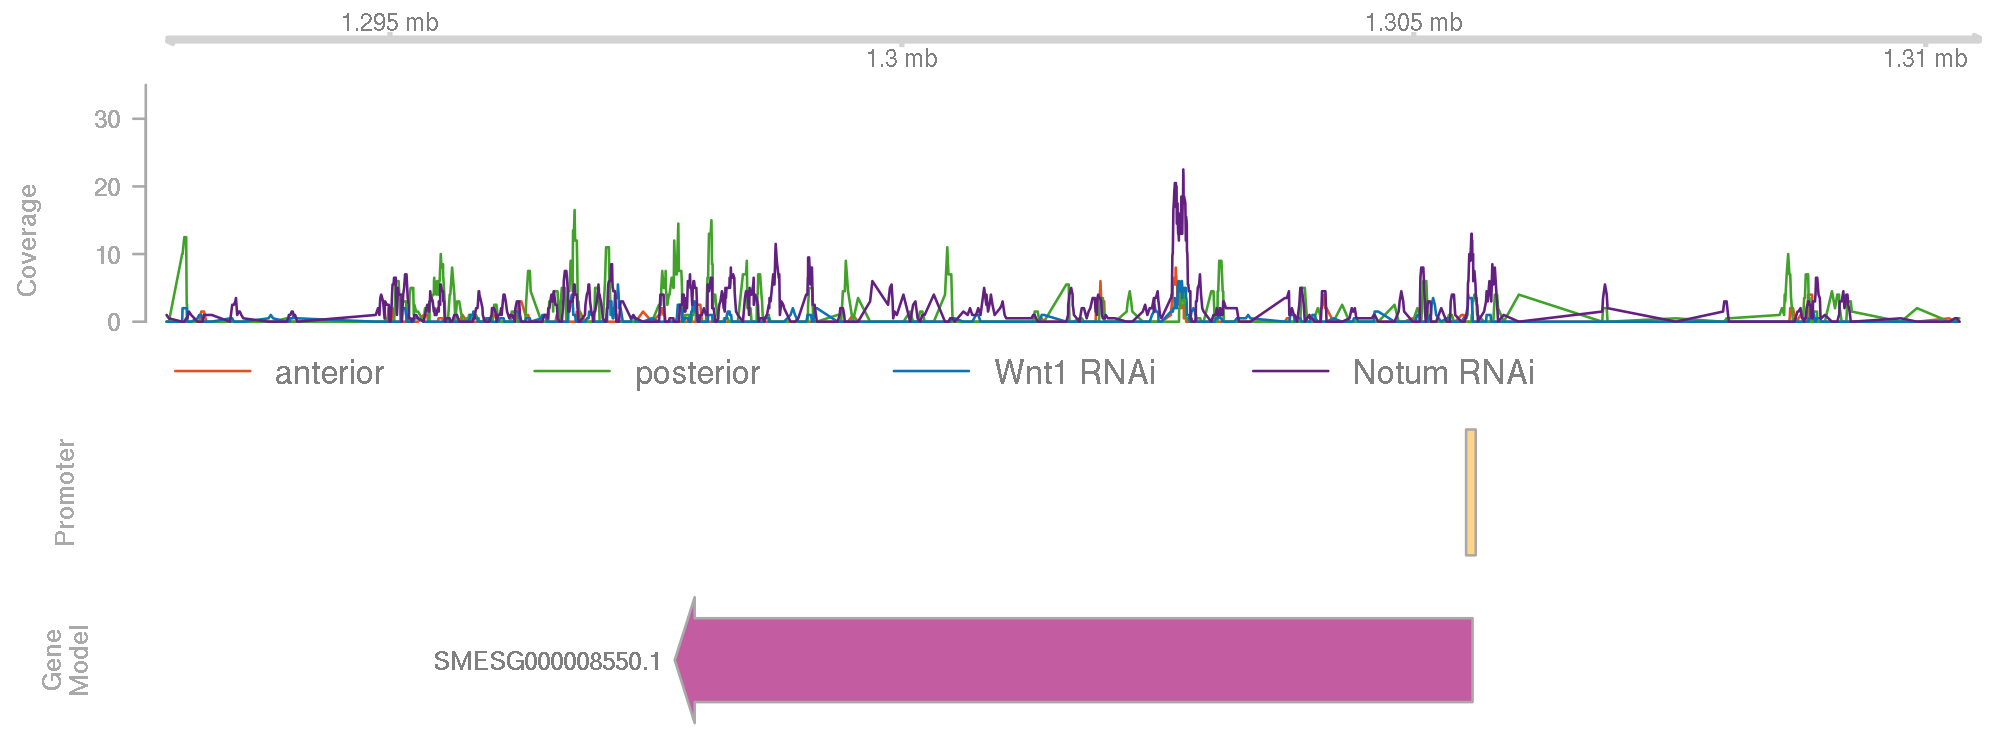 1.295 mb
1.305 mb
1.3 mb
1.31 mb
Coverage
30
20
10
0
anterior
posterior
Wnt1 RNAi
Notum RNAi
Promoter
Gene
Model
SMESG000008550.1